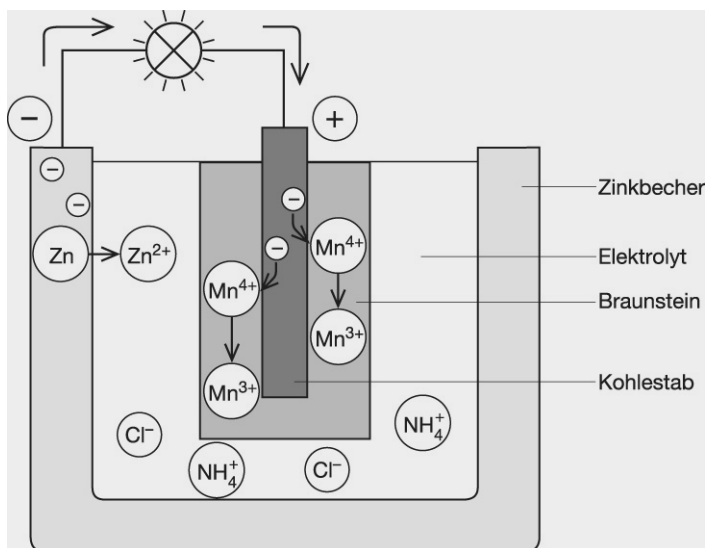 −
+
−
−
−
−
Zinkbecher
Zn
Zn²⁺
Mn⁴⁺
Elektrolyt
Mn⁴⁺
Braunstein
Mn³⁺
Mn³⁺
Kohlestab
Cl⁻
NH₄⁺
NH₄⁺
Cl⁻